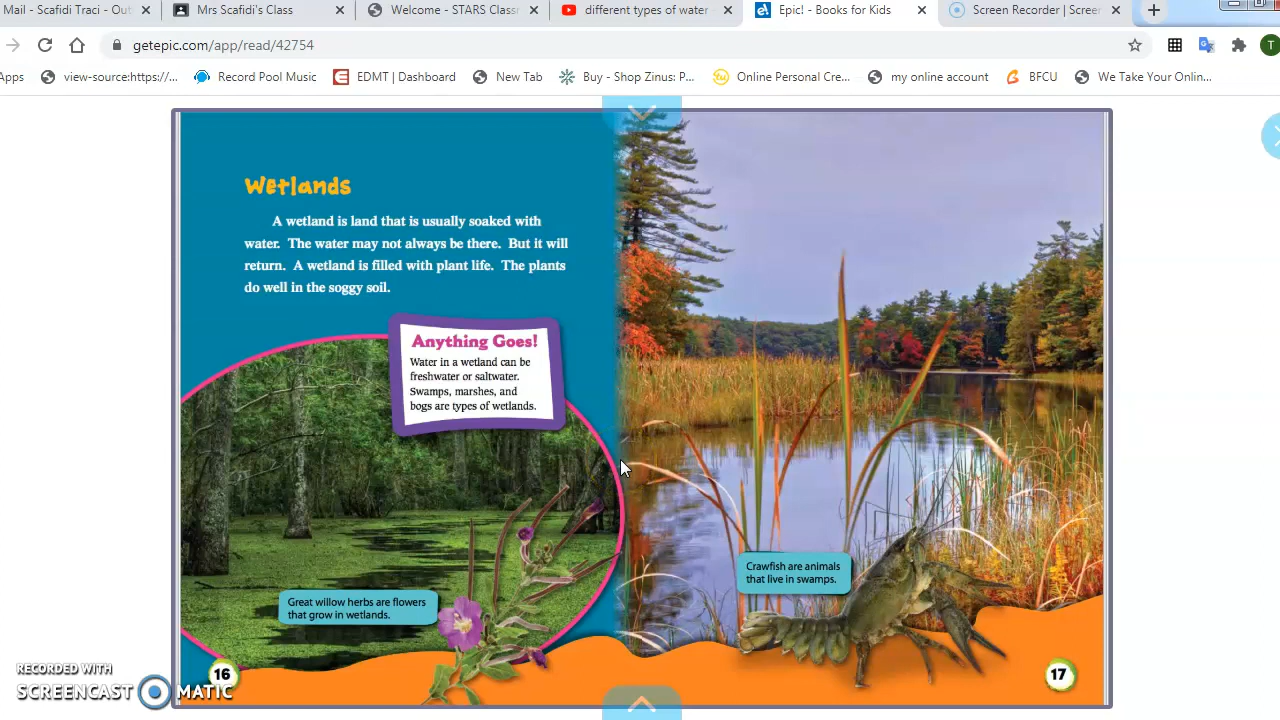 Mail - Scafidi Traci - Out
Mrs Scafidi's Class
Welcome - STARS Class
different types of water
Epic! - Books for Kids
Screen Recorder | Screen
getepic.com/app/read/42754
T
Apps
view-source:https://...
Record Pool Music
EDMT | Dashboard
New Tab
Buy - Shop Zinus: P...
Online Personal Cre...
my online account
BFCU
We Take Your Onlin...
Wetlands
A wetland is land that is usually soaked with
water. The water may not always be there. But it will
return. A wetland is filled with plant life. The plants
do well in the soggy soil.
Anything Goes!
Water in a wetland can be
freshwater or saltwater.
Swamps, marshes, and
bogs are types of wetlands.
Great willow herbs are flowers
that grow in wetlands.
16
Crawfish are animals
that live in swamps.
17
RECORDED WITH
SCREENCAST MATIC